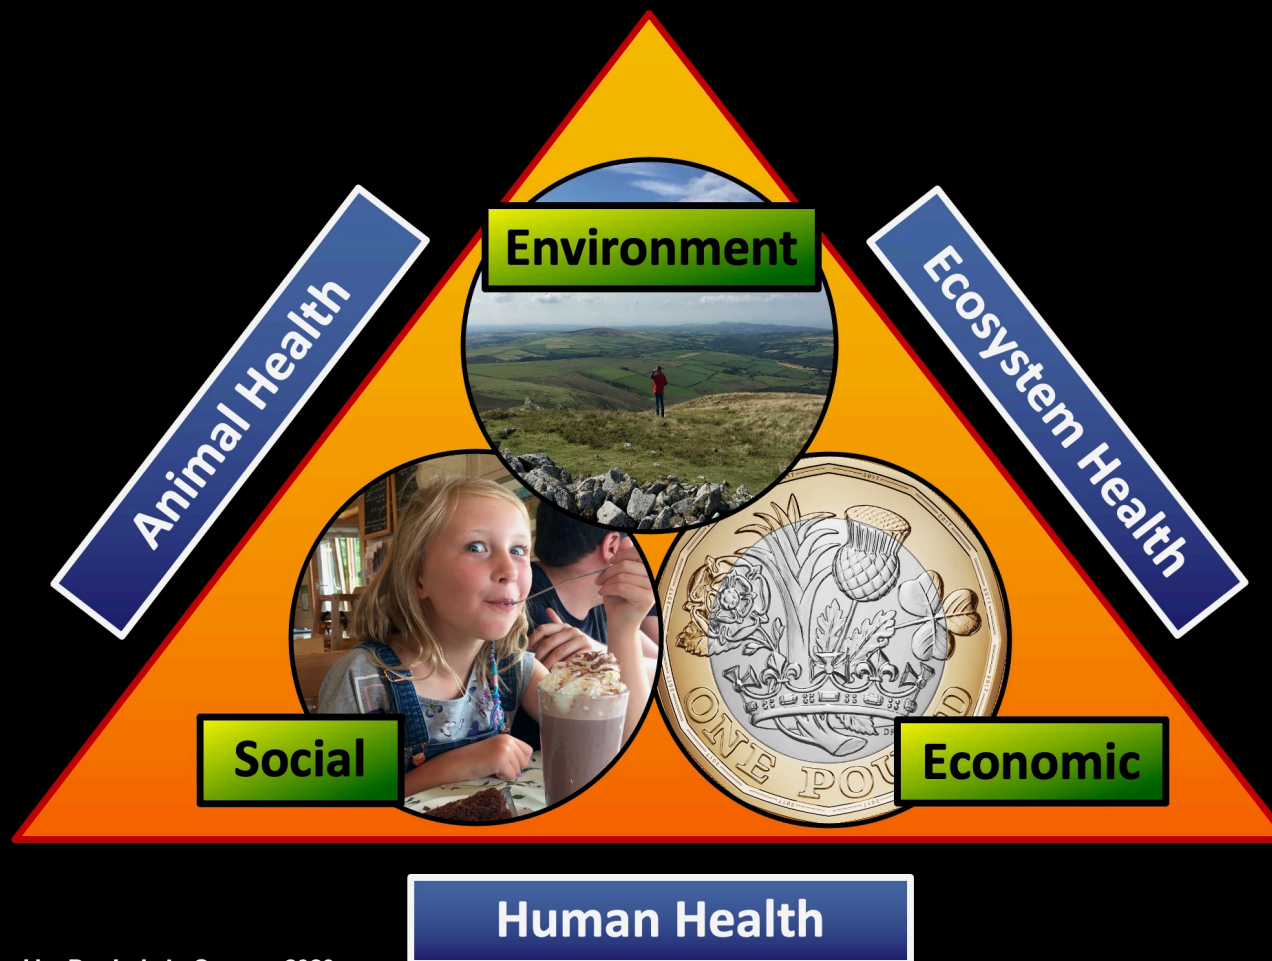 Environment
Animal Health
Ecosystem Health
Social
Economic
ONE POU D
Human Health